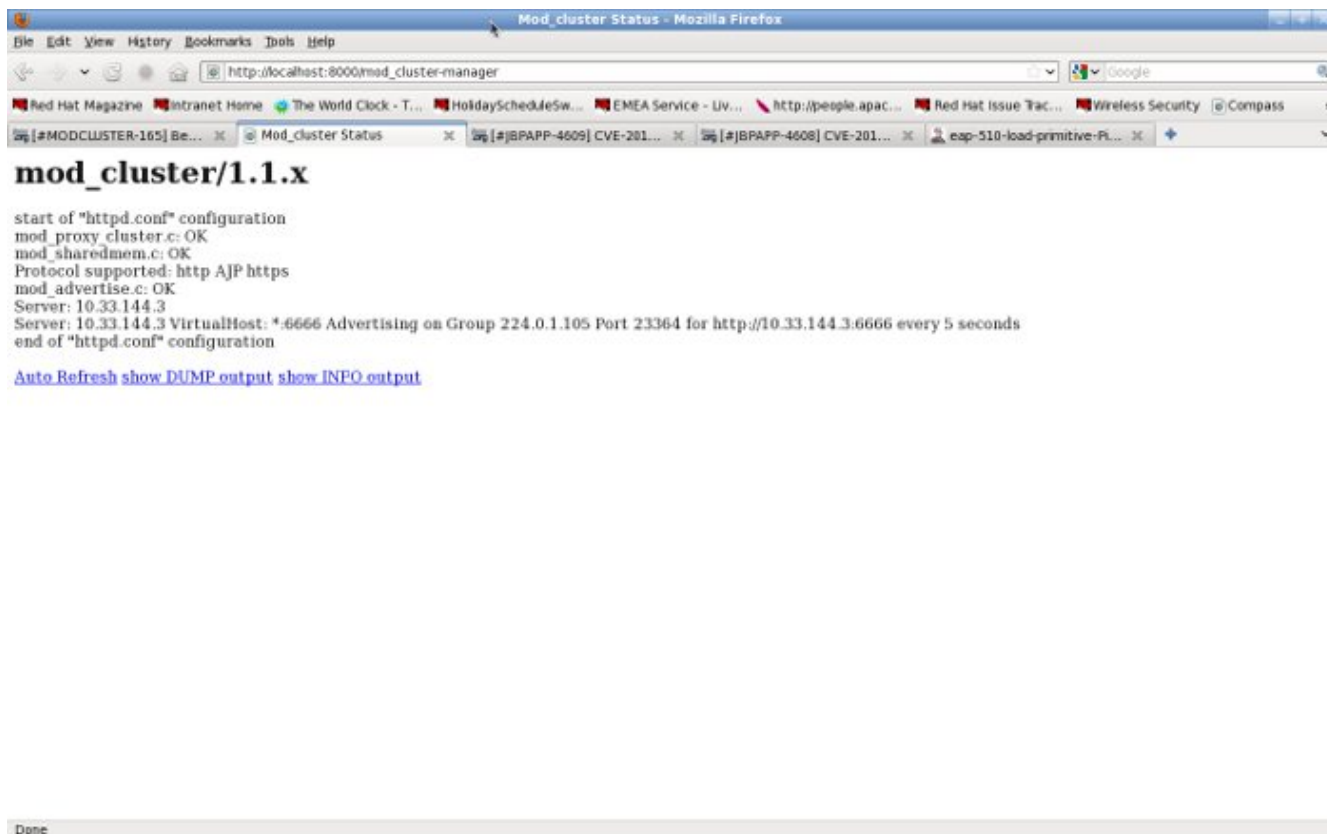 Mod_cluster Status - Mozilla Firefox
File Edit View History Bookmarks Tools Help
http://localhost:8000/mod_cluster-manager
Google
Red Hat Magazine Intranet Home The World Clock - T... HolidayScheduleSw... EMEA Service - Liv... http://people.apac... Red Hat Issue Trac... Wireless Security Compass
[#MODCLUSTER-165] Be... Mod_cluster Status [#JBPAPP-4609] CVE-201... [#JBPAPP-4608] CVE-201... eap-510-load-primitive-Pi...
mod_cluster/1.1.x
start of "httpd.conf" configuration
mod_proxy_cluster.c: OK
mod_sharedmem.c: OK
Protocol supported: http AJP https
mod_advertise.c: OK
Server: 10.33.144.3
Server: 10.33.144.3 VirtualHost: *:6666 Advertising on Group 224.0.1.105 Port 23364 for http://10.33.144.3:6666 every 5 seconds
end of "httpd.conf" configuration
Auto Refresh show DUMP output show INFO output
Done